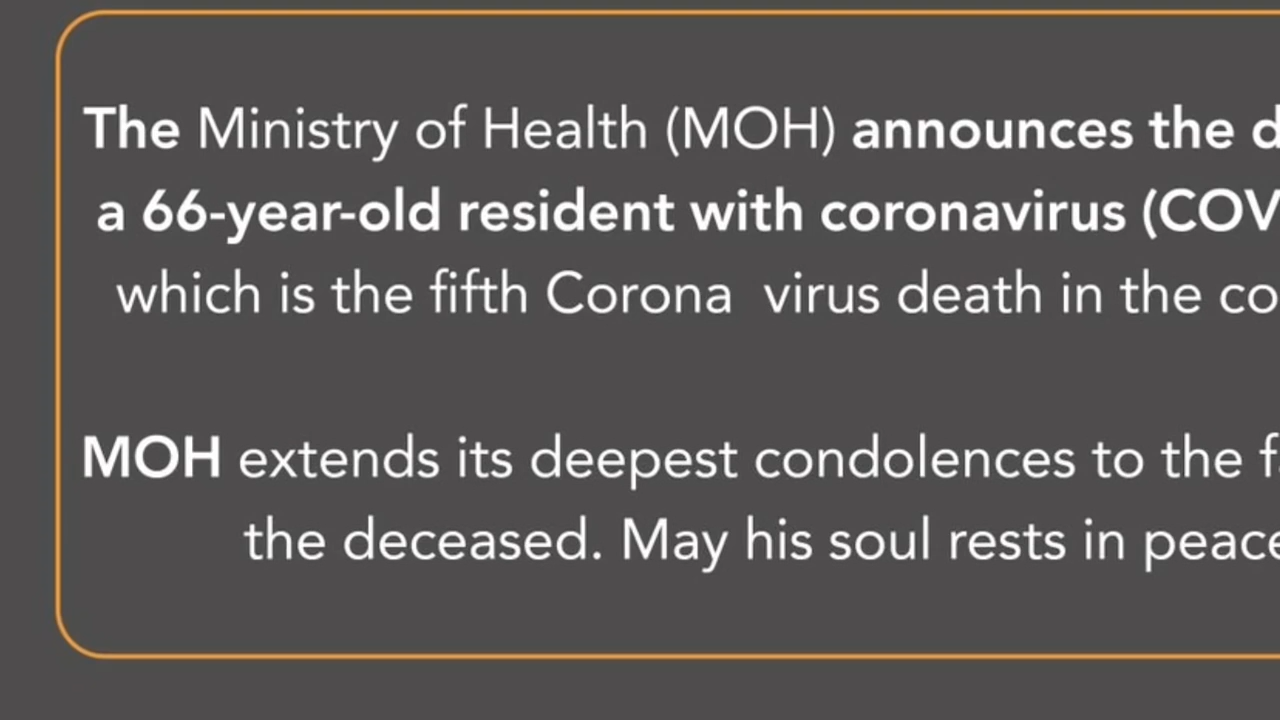 The Ministry of Health (MOH) announces the
a 66-year-old resident with coronavirus
which is the fifth Corona  virus death in the
MOH extends its deepest condolences to the
the deceased. May his soul rests in peace